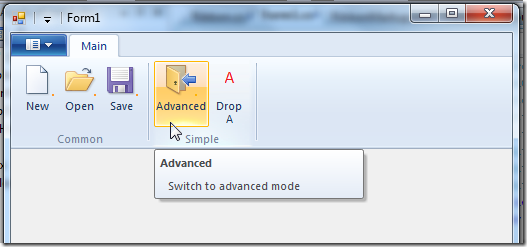 Form1
Main
New Open Save Advanced Drop A
A
Common Simple
Advanced
Switch to advanced mode